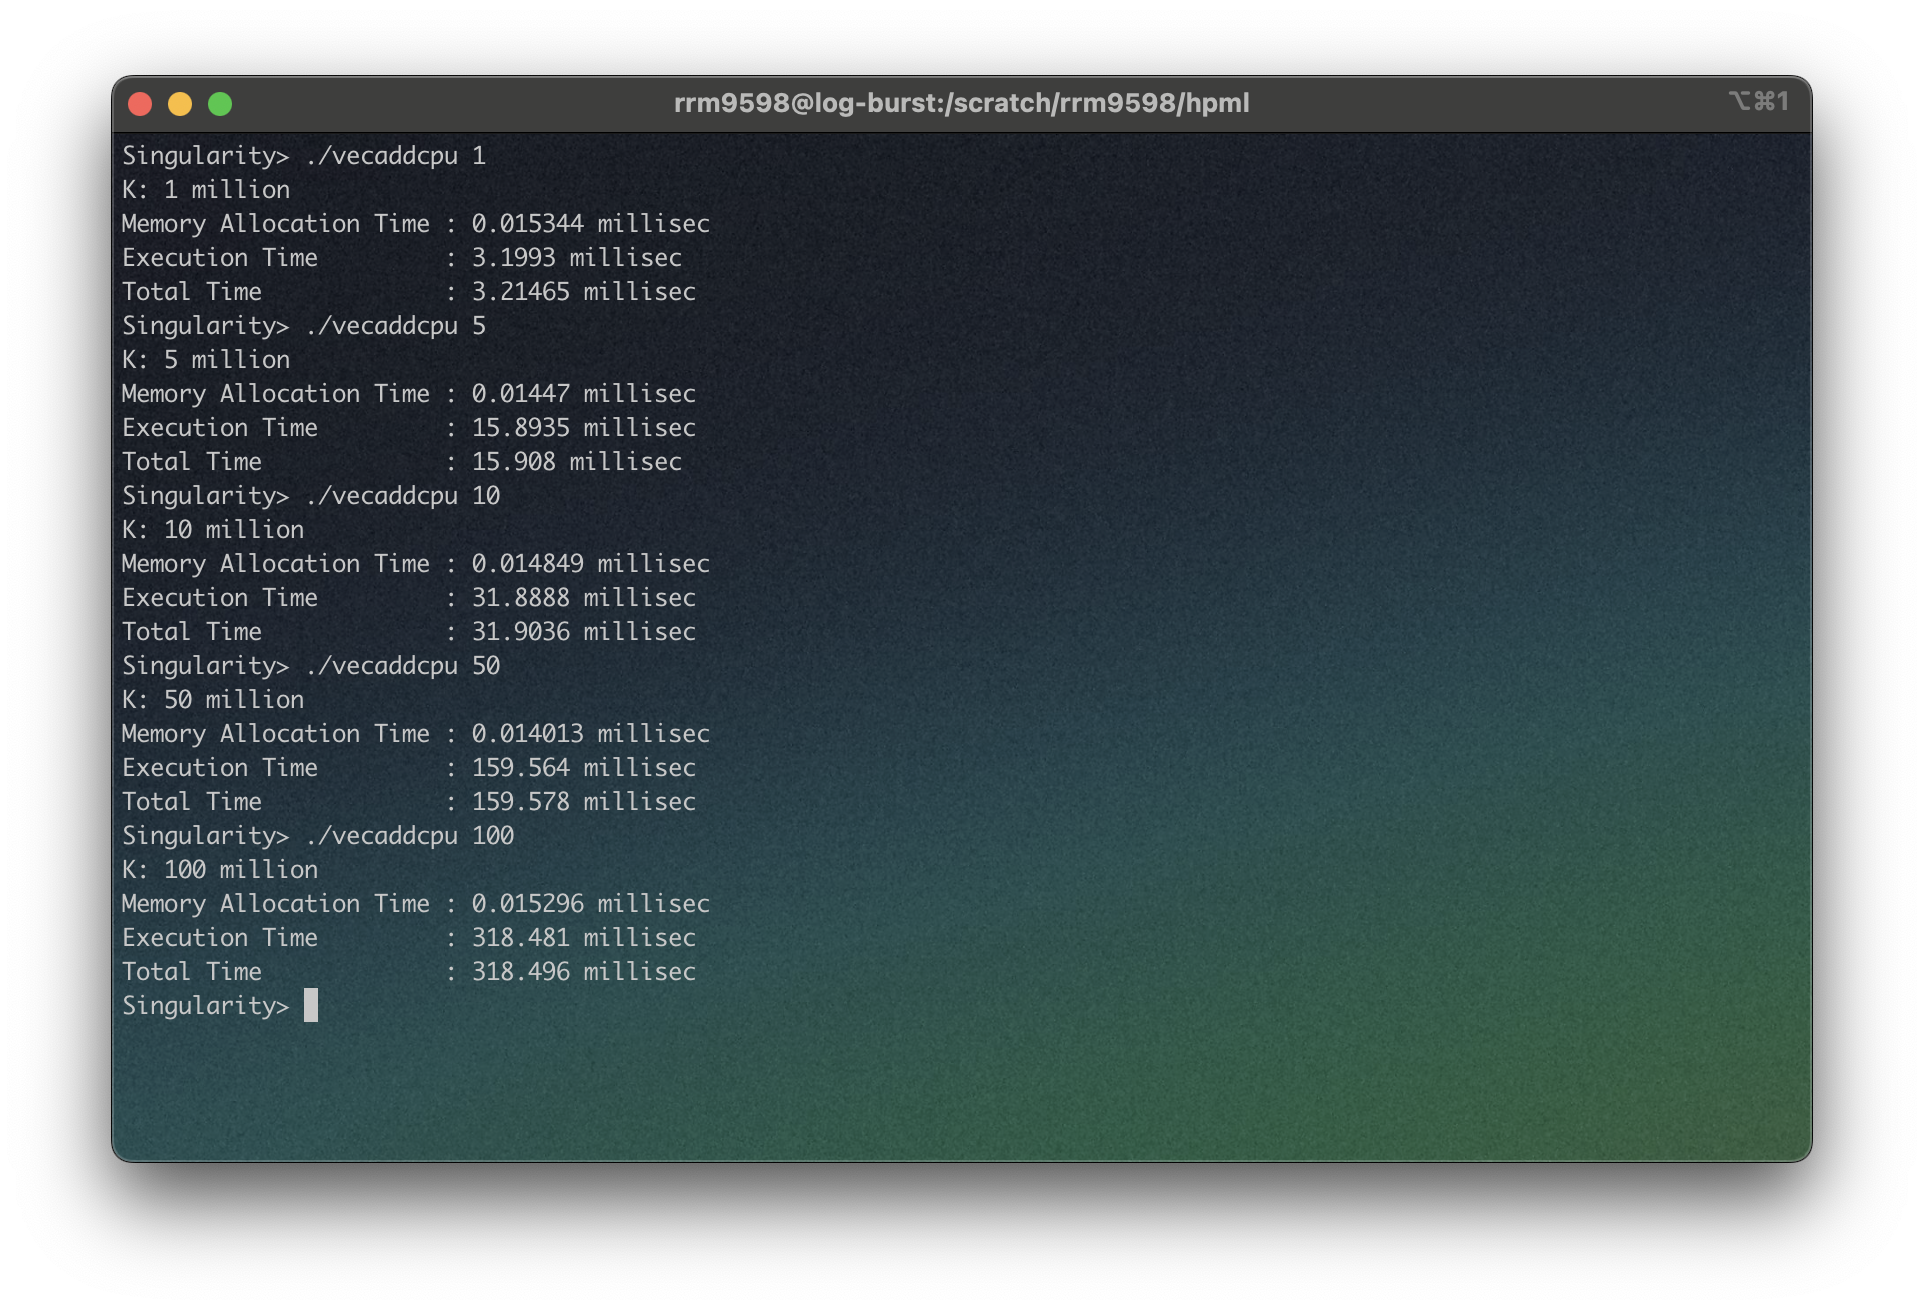 rrm9598@log-burst:/scratch/rrm9598/hpml
⌥⌘1
Singularity> ./vecaddcpu 1
K: 1 million
Memory Allocation Time : 0.015344 millisec
Execution Time         : 3.1993 millisec
Total Time             : 3.21465 millisec
Singularity> ./vecaddcpu 5
K: 5 million
Memory Allocation Time : 0.01447 millisec
Execution Time         : 15.8935 millisec
Total Time             : 15.908 millisec
Singularity> ./vecaddcpu 10
K: 10 million
Memory Allocation Time : 0.014849 millisec
Execution Time         : 31.8888 millisec
Total Time             : 31.9036 millisec
Singularity> ./vecaddcpu 50
K: 50 million
Memory Allocation Time : 0.014013 millisec
Execution Time         : 159.564 millisec
Total Time             : 159.578 millisec
Singularity> ./vecaddcpu 100
K: 100 million
Memory Allocation Time : 0.015296 millisec
Execution Time         : 318.481 millisec
Total Time             : 318.496 millisec
Singularity>